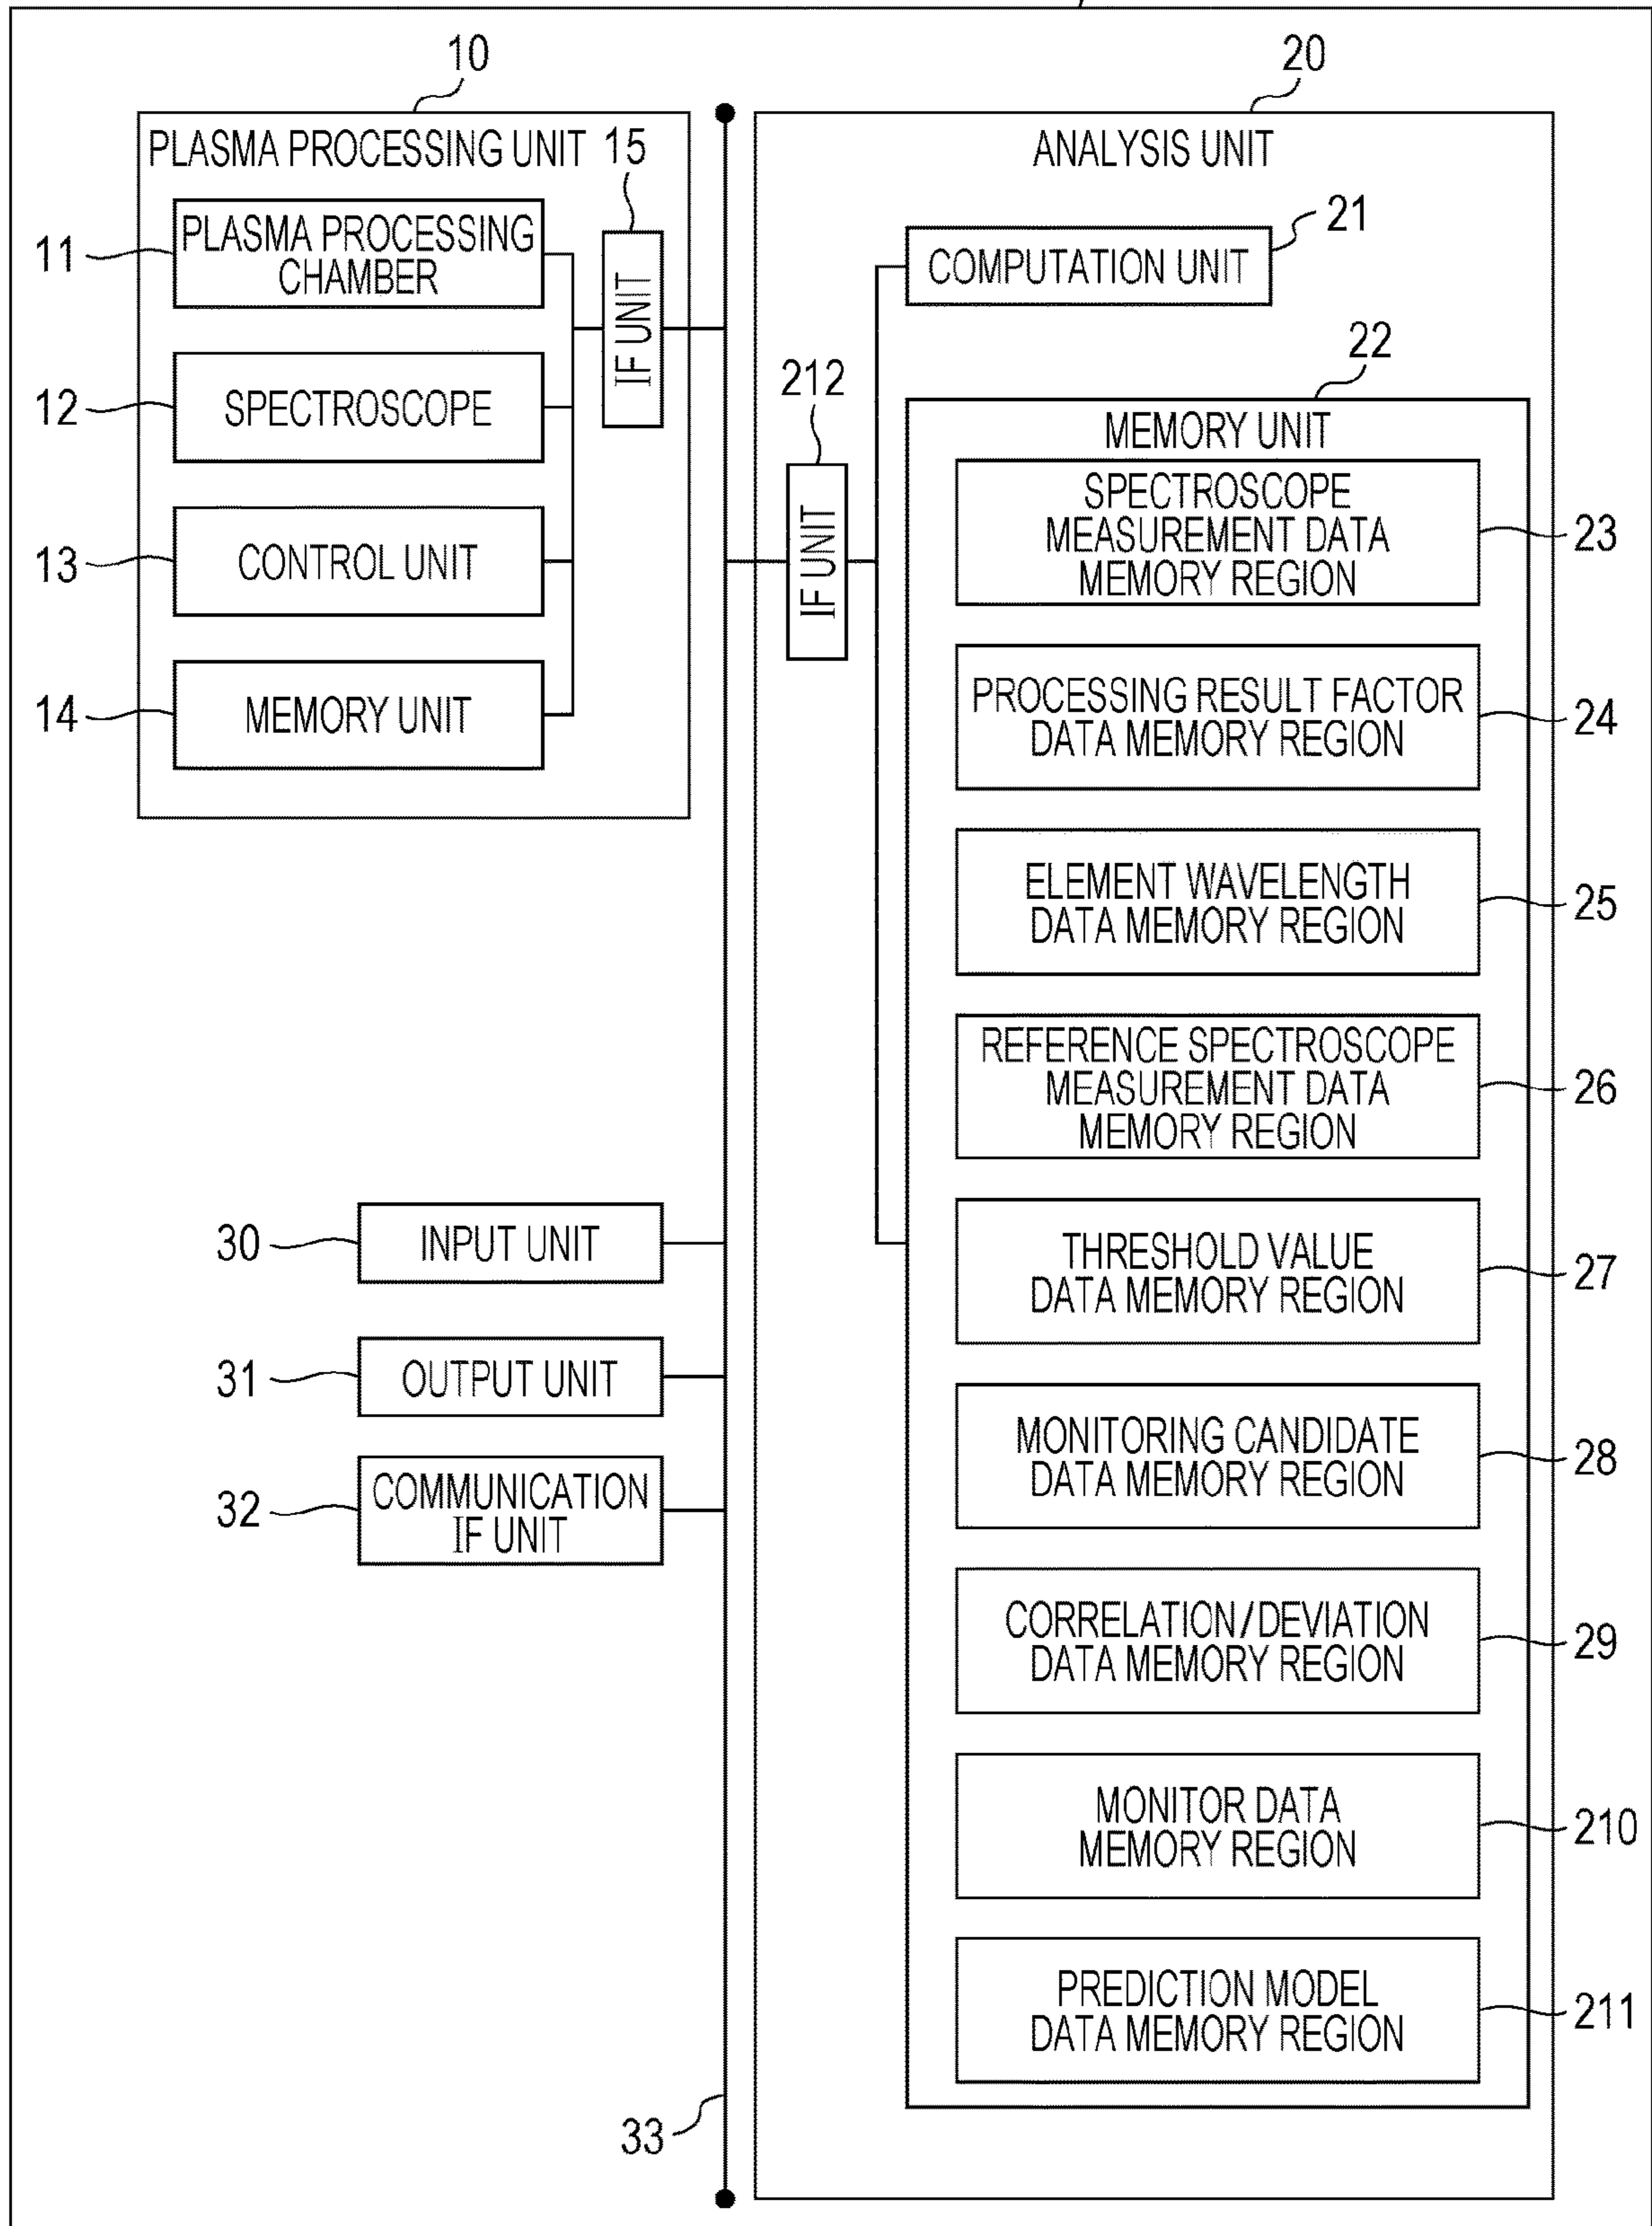 10
PLASMA PROCESSING UNIT
15
11
PLASMA PROCESSING
CHAMBER
IF UNIT
12
SPECTROSCOPE
13
CONTROL UNIT
14
MEMORY UNIT
30
INPUT UNIT
31
OUTPUT UNIT
32
COMMUNICATION
IF UNIT
33
20
ANALYSIS UNIT
21
COMPUTATION UNIT
212
IF UNIT
22
MEMORY UNIT
SPECTROSCOPE
MEASUREMENT DATA
MEMORY REGION
23
PROCESSING RESULT FACTOR
DATA MEMORY REGION
24
ELEMENT WAVELENGTH
DATA MEMORY REGION
25
REFERENCE SPECTROSCOPE
MEASUREMENT DATA
MEMORY REGION
26
THRESHOLD VALUE
DATA MEMORY REGION
27
MONITORING CANDIDATE
DATA MEMORY REGION
28
CORRELATION/DEVIATION
DATA MEMORY REGION
29
MONITOR DATA
MEMORY REGION
210
PREDICTION MODEL
DATA MEMORY REGION
211